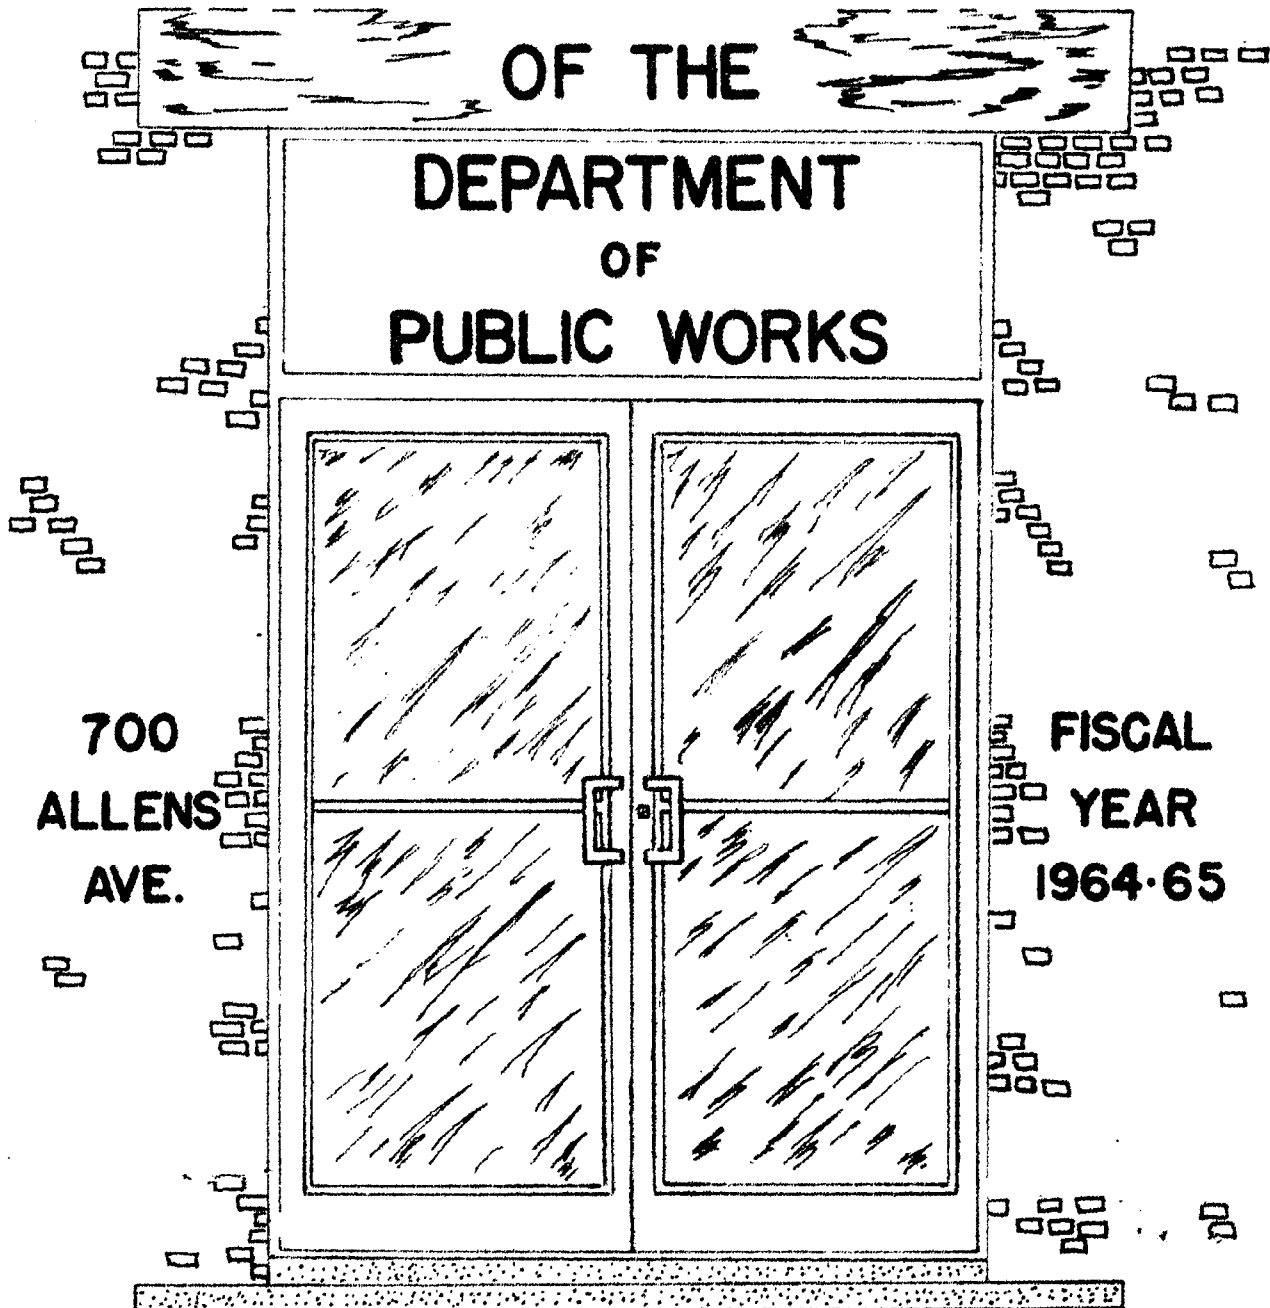 OF THE
DEPARTMENT
OF
PUBLIC WORKS
700
ALLENS
AVE.
FISCAL
YEAR
1964·65